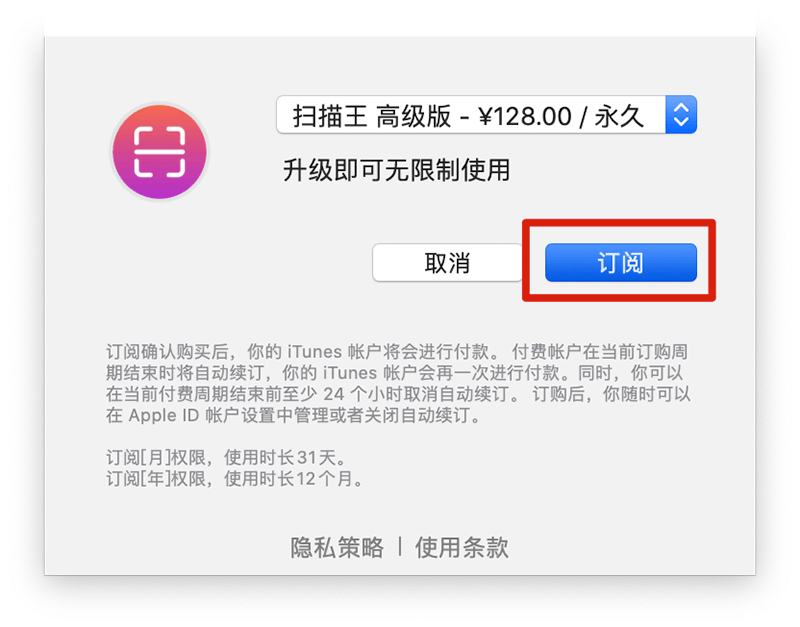 扫描王 高级版 - ¥128.00 / 永久
升级即可无限制使用
取消
订阅
订阅确认购买后，你的 iTunes 帐户将会进行付款。 付费帐户在当前订购周
期结束时将自动续订，你的 iTunes 帐户会再一次进行付款。同时，你可以
在当前付费周期结束前至少 24 个小时取消自动续订。 订购后，你随时可以
在 Apple ID 帐户设置中管理或者关闭自动续订。
订阅[月]权限，使用时长31天。
订阅[年]权限，使用时长12个月。
隐私策略 | 使用条款